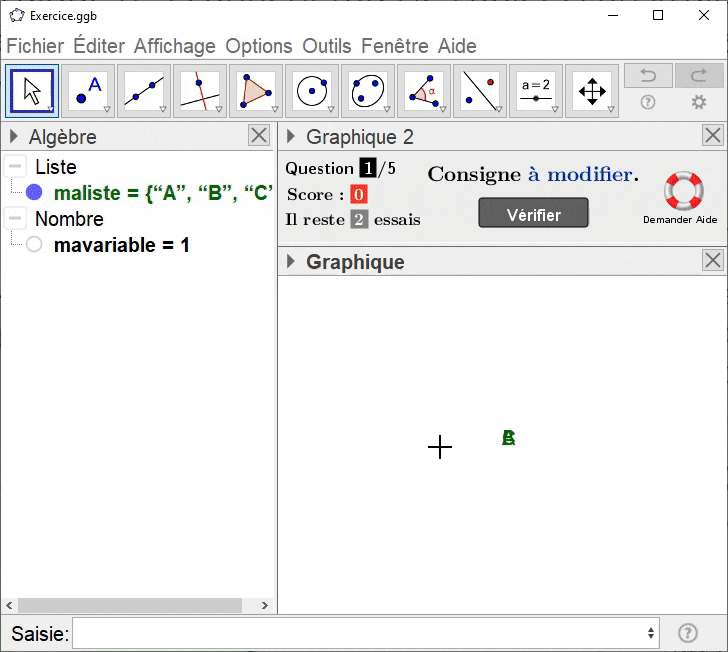 Exercice.ggb
Fichier Éditer Affichage Options Outils Fenêtre Aide
A
α
a = 2
Algèbre
Liste
maliste = {“A”, “B”, “C”
Nombre
mavariable = 1
Graphique 2
Question 1/5
Score : 0
Il reste 2 essais
Consigne à modifier.
Vérifier
Demander Aide
Graphique
Saisie: